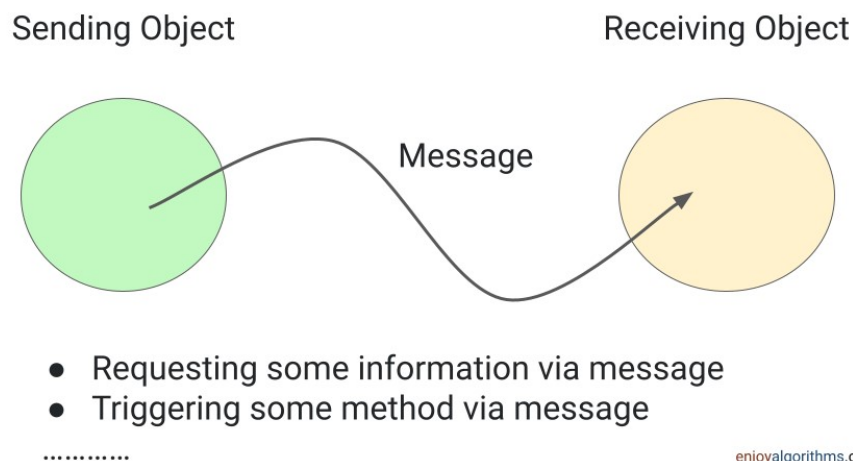 Sending Object
Receiving Object
Message
● Requesting some information via message
● Triggering some method via message
............
enjoyalgorithms.c